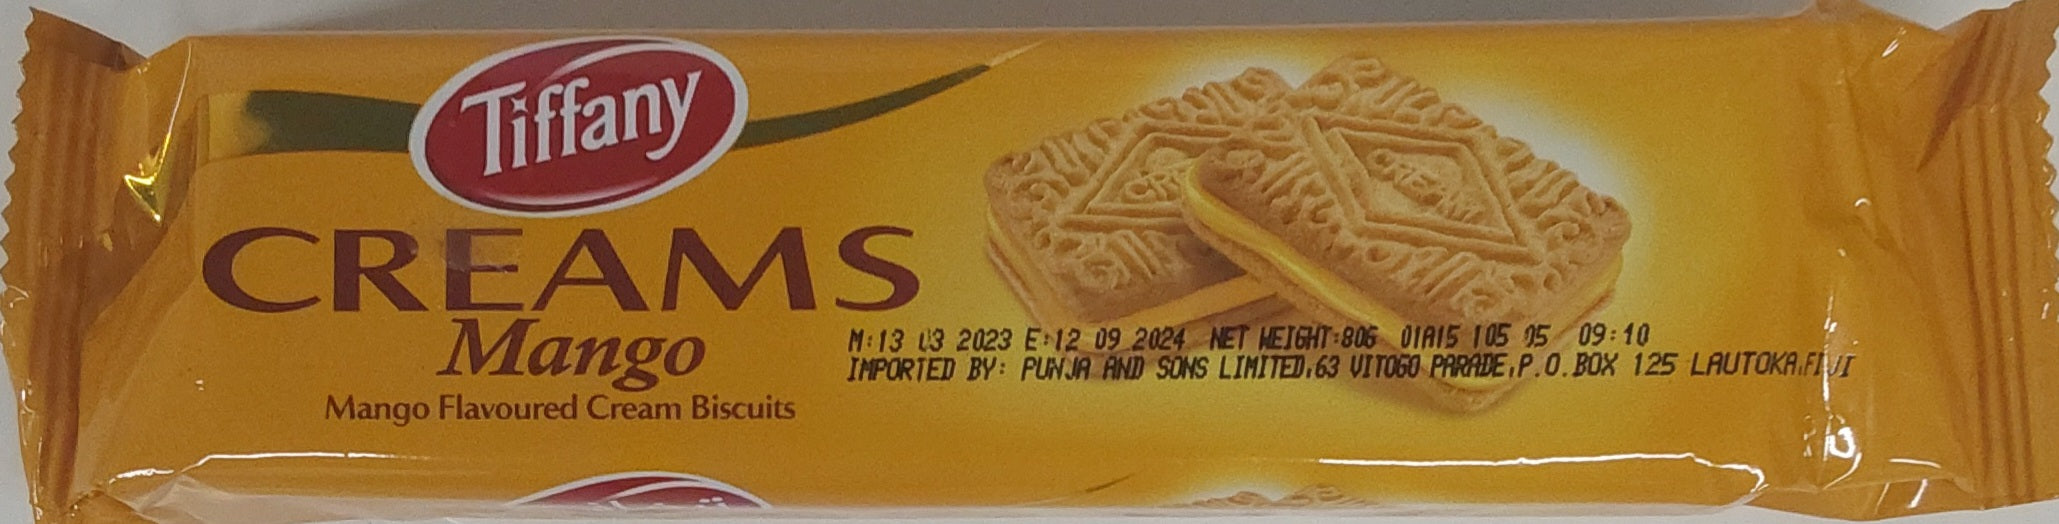 Tiffany
CREAMS
Mango
Mango Flavoured Cream Biscuits
CREAM
M:13 03 2023 E:12 09 2024 NET WEIGHT:80G 01A15 105 05 09:10
IMPORTED BY: PUNJA AND SONS LIMITED,63 VITOGO PARADE,P.O.BOX 125 LAUTOKA,FIJI